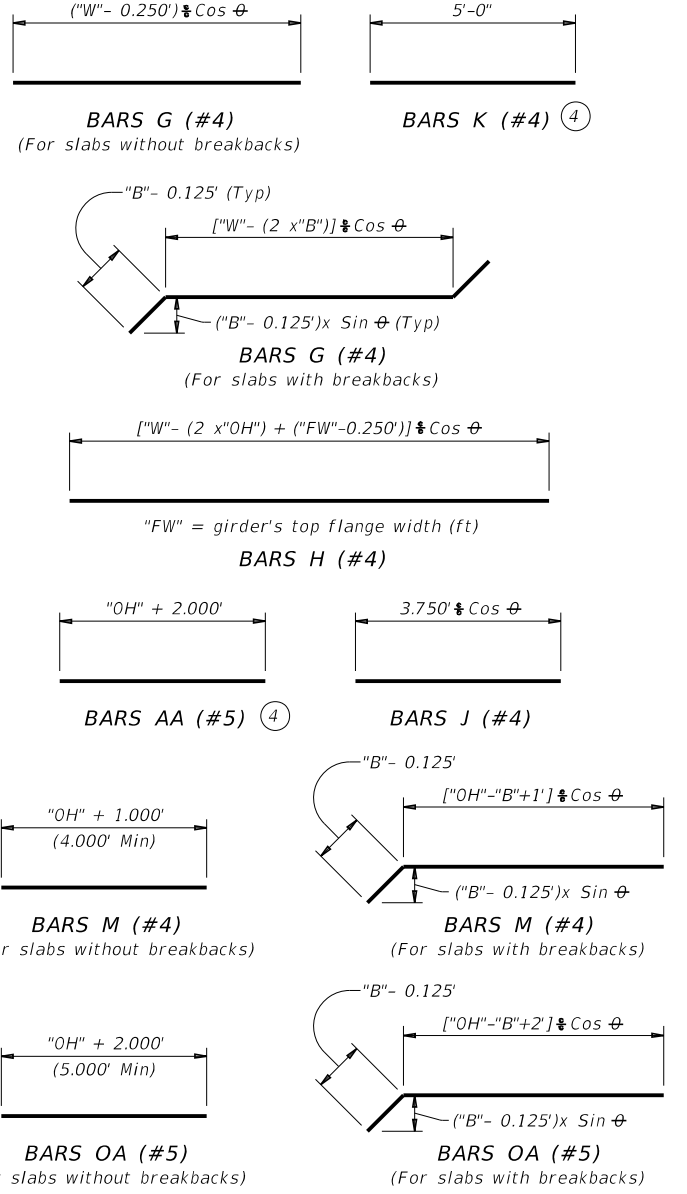 ("W"- 0.250') ÷ Cos θ
5'-0"
BARS G (#4)
(For slabs without breakbacks)
BARS K (#4) 4
"B"- 0.125' (Typ)
["W"- (2 x"B")] ÷ Cos θ
("B"- 0.125')x Sin θ (Typ)
BARS G (#4)
(For slabs with breakbacks)
["W"- (2 x"OH") + ("FW"-0.250')] ÷ Cos θ
"FW" = girder's top flange width (ft)
BARS H (#4)
"OH" + 2.000'
3.750' ÷ Cos θ
BARS AA (#5) 4
BARS J (#4)
"B"- 0.125'
"OH" + 1.000'
(4.000' Min)
["OH"-"B"+1'] ÷ Cos θ
("B"- 0.125')x Sin θ
BARS M (#4)
r slabs without breakbacks)
BARS M (#4)
(For slabs with breakbacks)
"B"- 0.125'
"OH" + 2.000'
(5.000' Min)
["OH"-"B"+2'] ÷ Cos θ
("B"- 0.125')x Sin θ
BARS OA (#5)
slabs without breakbacks)
BARS OA (#5)
(For slabs with breakbacks)